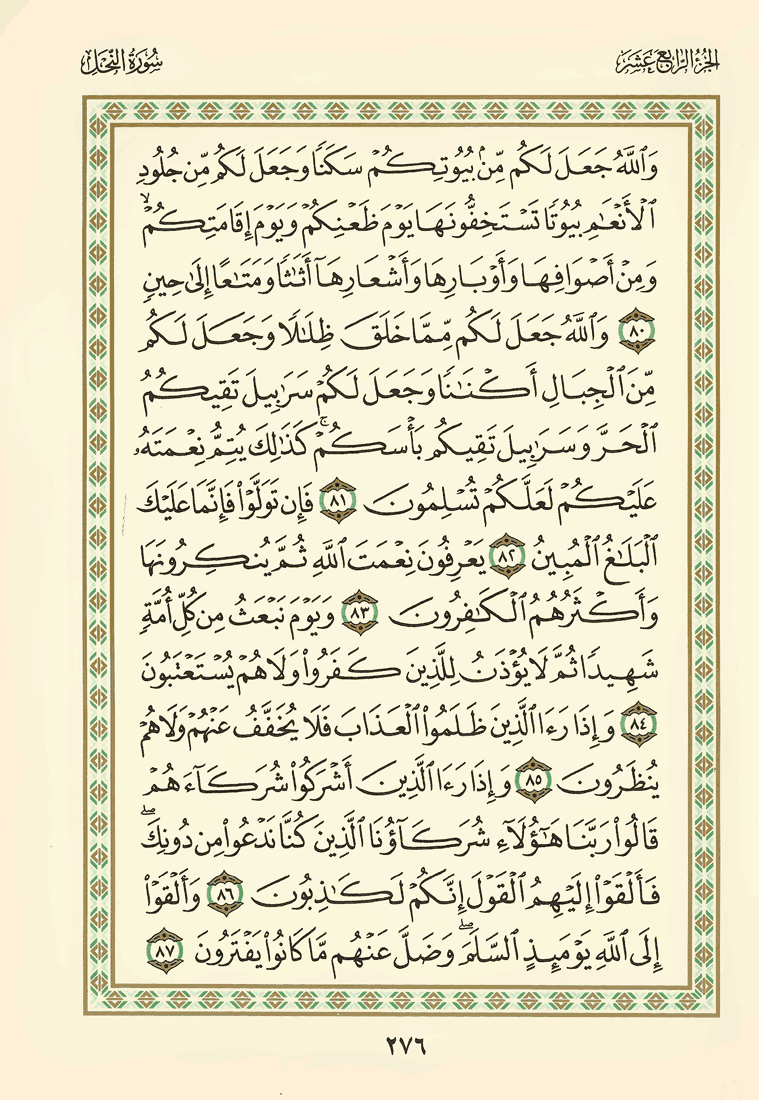 الجزء الرابع عشر
سورة النحل
وَٱللَّهُ جَعَلَ لَكُم مِّنۢ بُيُوتِكُمْ سَكَنًا وَجَعَلَ لَكُم مِّن جُلُودِ
ٱلْأَنْعَٰمِ بُيُوتًا تَسْتَخِفُّونَهَا يَوْمَ ظَعْنِكُمْ وَيَوْمَ إِقَامَتِكُمْ ۙ
وَمِنْ أَصْوَافِهَا وَأَوْبَارِهَا وَأَشْعَارِهَآ أَثَٰثًا وَمَتَٰعًا إِلَىٰ حِينٍ
٨٠ وَٱللَّهُ جَعَلَ لَكُم مِّمَّا خَلَقَ ظِلَٰلًا وَجَعَلَ لَكُم
مِّنَ ٱلْجِبَالِ أَكْنَٰنًا وَجَعَلَ لَكُمْ سَرَٰبِيلَ تَقِيكُمُ
ٱلْحَرَّ وَسَرَٰبِيلَ تَقِيكُم بَأْسَكُمْ ۚ كَذَٰلِكَ يُتِمُّ نِعْمَتَهُۥ
عَلَيْكُمْ لَعَلَّكُمْ تُسْلِمُونَ ٨١ فَإِن تَوَلَّوْا۟ فَإِنَّمَا عَلَيْكَ
ٱلْبَلَٰغُ ٱلْمُبِينُ ٨٢ يَعْرِفُونَ نِعْمَتَ ٱللَّهِ ثُمَّ يُنكِرُونَهَا
وَأَكْثَرُهُمُ ٱلْكَٰفِرُونَ ٨٣ وَيَوْمَ نَبْعَثُ مِن كُلِّ أُمَّةٍ
شَهِيدًا ثُمَّ لَا يُؤْذَنُ لِلَّذِينَ كَفَرُوا۟ وَلَا هُمْ يُسْتَعْتَبُونَ
٨٤ وَإِذَا رَءَا ٱلَّذِينَ ظَلَمُوا۟ ٱلْعَذَابَ فَلَا يُخَفَّفُ عَنْهُمْ وَلَا هُمْ
يُنظَرُونَ ٨٥ وَإِذَا رَءَا ٱلَّذِينَ أَشْرَكُوا۟ شُرَكَآءَهُمْ
قَالُوا۟ رَبَّنَا هَٰٓؤُلَآءِ شُرَكَآؤُنَا ٱلَّذِينَ كُنَّا نَدْعُوا۟ مِن دُونِكَ ۖ
فَأَلْقَوْا۟ إِلَيْهِمُ ٱلْقَوْلَ إِنَّكُمْ لَكَٰذِبُونَ ٨٦ وَأَلْقَوْا۟
إِلَى ٱللَّهِ يَوْمَئِذٍ ٱلسَّلَمَ ۖ وَضَلَّ عَنْهُم مَّا كَانُوا۟ يَفْتَرُونَ ٨٧
٢٧٦